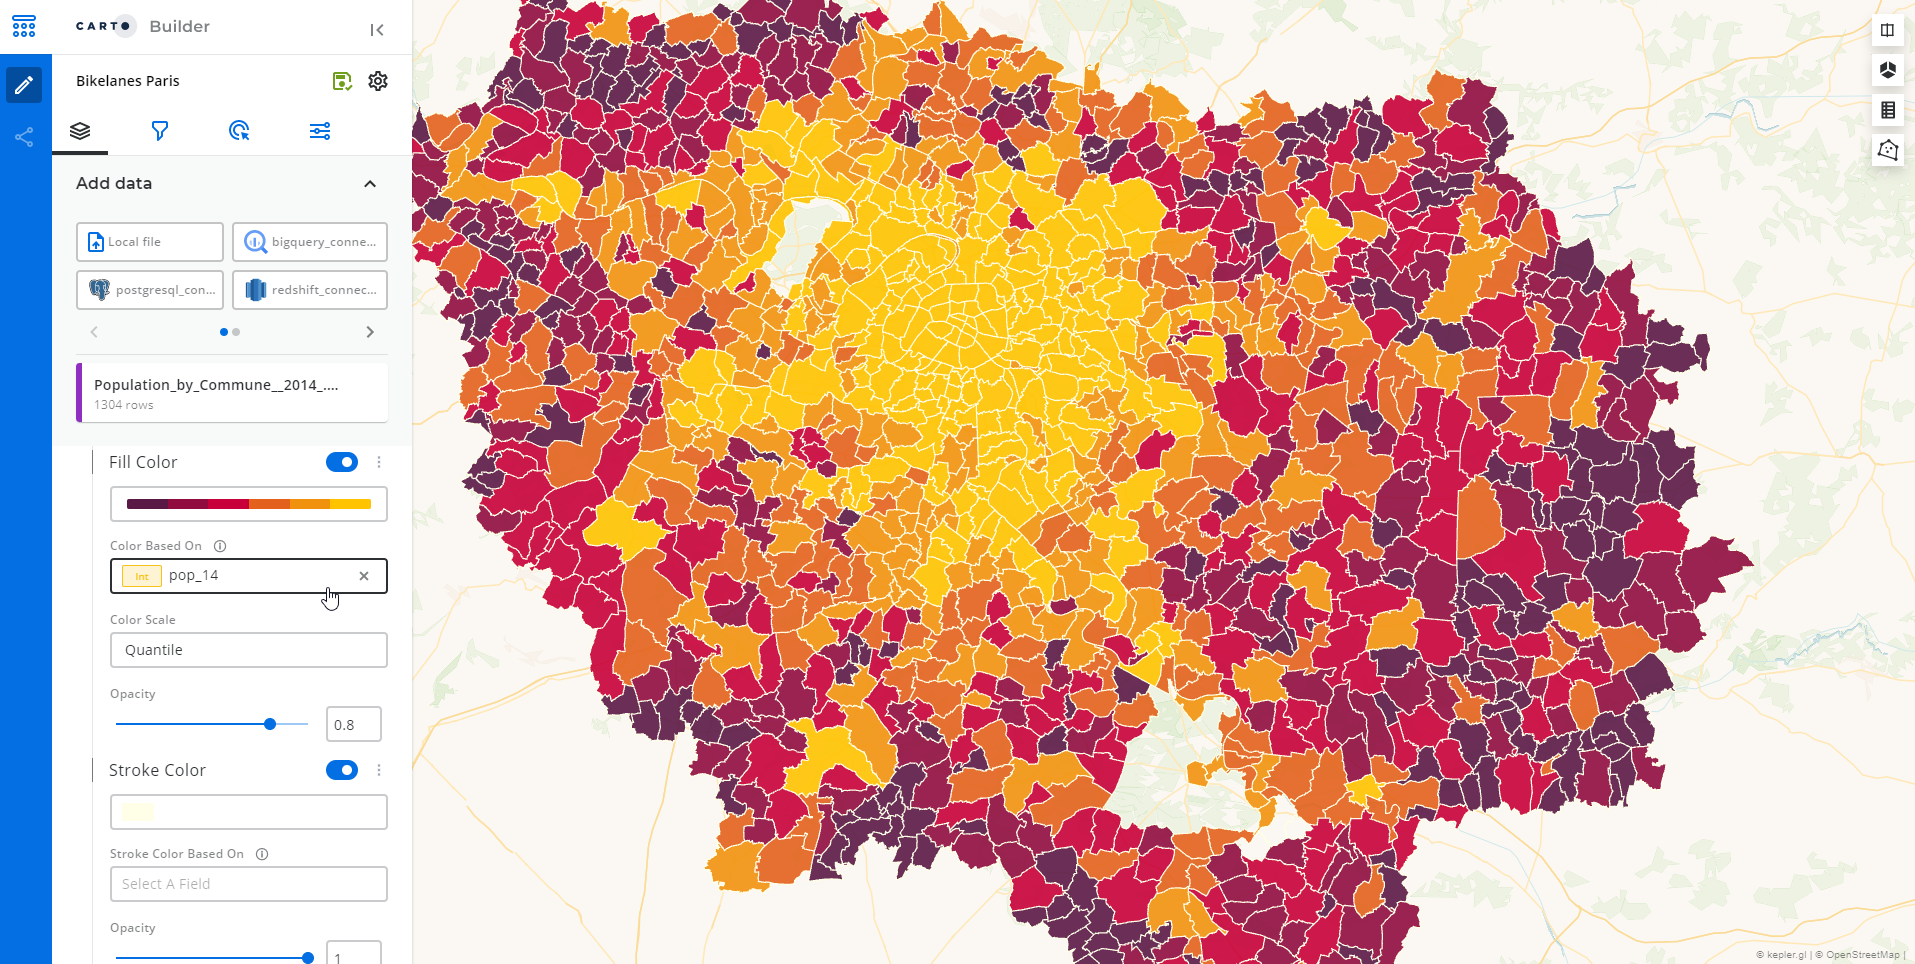 CARTO Builder
Bikelanes Paris
Add data
Local file
bigquery_conne...
postgresql_con...
redshift_connec...
Population_by_Commune__2014_....
1304 rows
Fill Color
Color Based On
Int pop_14
Color Scale
Quantile
Opacity
0.8
Stroke Color
Stroke Color Based On
Select A Field
Opacity
1
© kepler.gl | © OpenStreetMap |